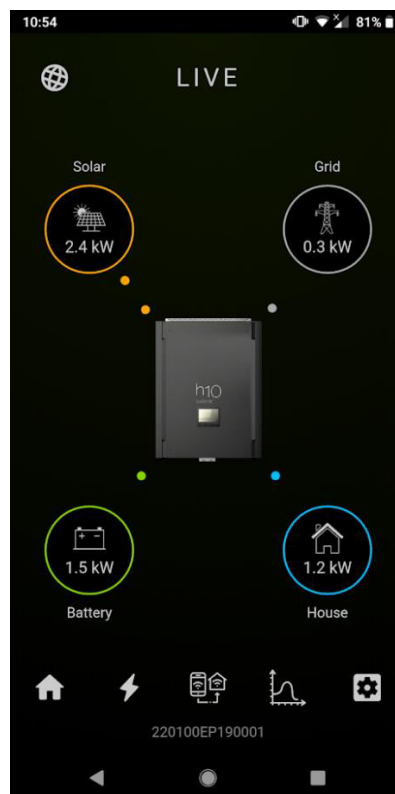 10:54
81%
LIVE
Solar
Grid
2.4 kW
0.3 kW
h10
1.5 kW
1.2 kW
Battery
House
220100EP190001